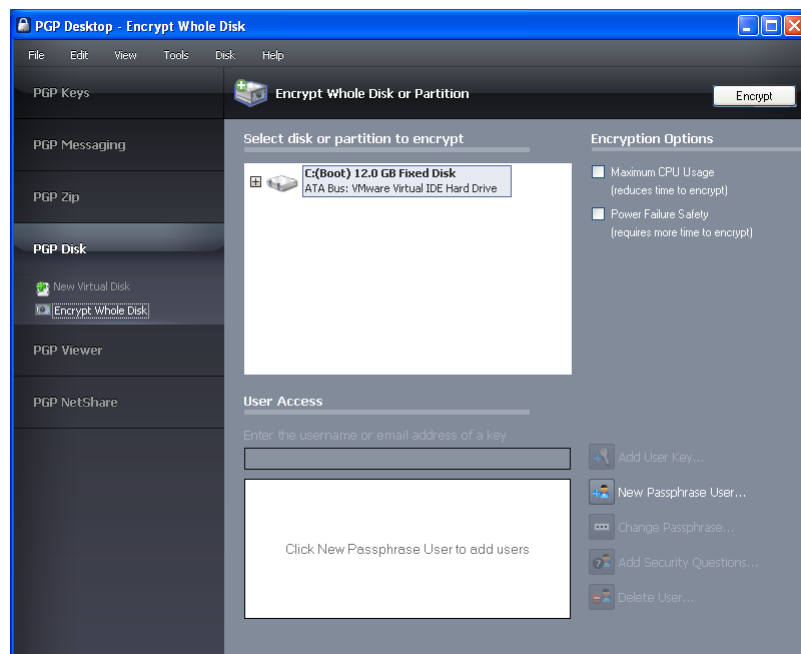 PGP Desktop - Encrypt Whole Disk
File Edit View Tools Disk Help
PGP Keys
Encrypt Whole Disk or Partition
Encrypt
PGP Messaging
PGP Zip
PGP Disk
New Virtual Disk
Encrypt Whole Disk
PGP Viewer
PGP NetShare
Select disk or partition to encrypt
C:(Boot) 12.0 GB Fixed Disk
ATA Bus: VMware Virtual IDE Hard Drive
Encryption Options
Maximum CPU Usage
(reduces time to encrypt)
Power Failure Safety
(requires more time to encrypt)
User Access
Enter the username or email address of a key
Click New Passphrase User to add users
Add User Key...
New Passphrase User...
Change Passphrase...
Add Security Questions...
Delete User...